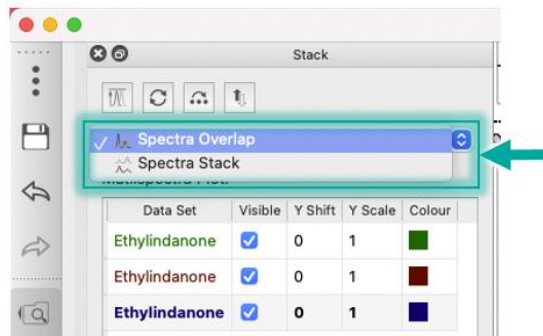 Stack
✓ Spectra Overlap
Spectra Stack
Data Set Visible Y Shift Y Scale Colour
Ethylindanone 0 1
Ethylindanone 0 1
Ethylindanone 0 1